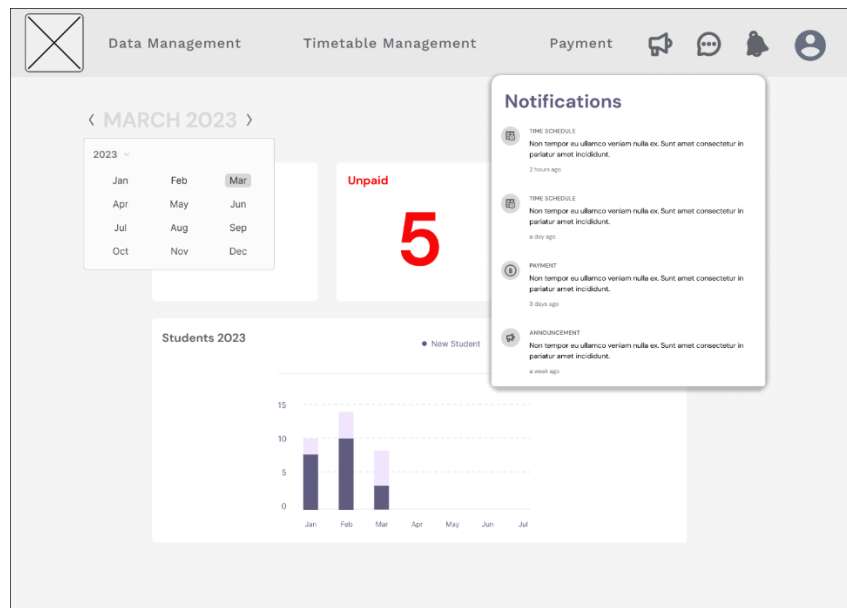 Data Management
Timetable Management
Payment
MARCH 2023
2023
Jan Feb Mar
Apr May Jun
Jul Aug Sep
Oct Nov Dec
Unpaid
5
Notifications
TIME SCHEDULE
Non tempor eu ullamco veniam nulla ex. Sunt amet consectetur in
pariatur amet incididunt.
2 hours ago
TIME SCHEDULE
Non tempor eu ullamco veniam nulla ex. Sunt amet consectetur in
pariatur amet incididunt.
a day ago
PAYMENT
Non tempor eu ullamco veniam nulla ex. Sunt amet consectetur in
pariatur amet incididunt.
3 days ago
ANNOUNCEMENT
Non tempor eu ullamco veniam nulla ex. Sunt amet consectetur in
pariatur amet incididunt.
a week ago
Students 2023
New Student
15
10
5
0
Jan Feb Mar Apr May Jun Jul